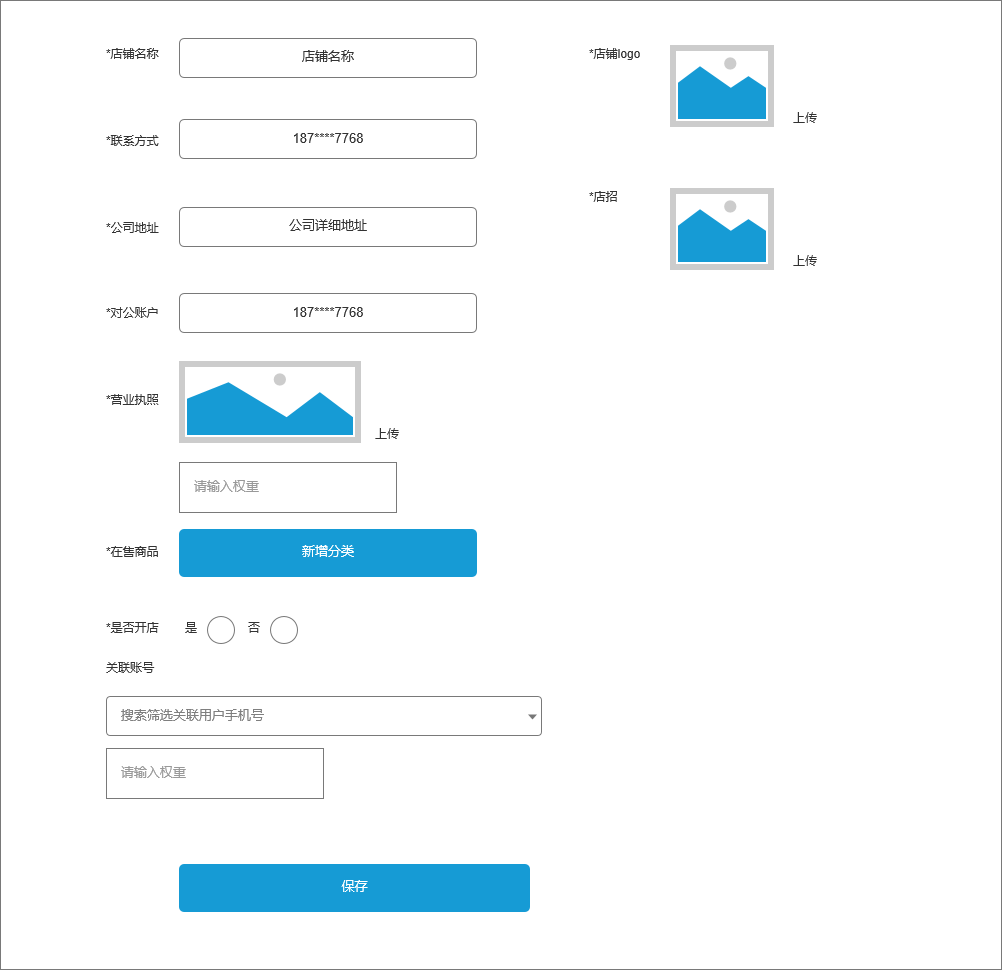 *店铺名称
店铺名称
*店铺logo
上传
*联系方式
187****7768
*店招
上传
*公司地址
公司详细地址
*对公账户
187****7768
*营业执照
上传
请输入权重
*在售商品
新增分类
*是否开店
是
否
关联账号
搜索筛选关联用户手机号
请输入权重
保存